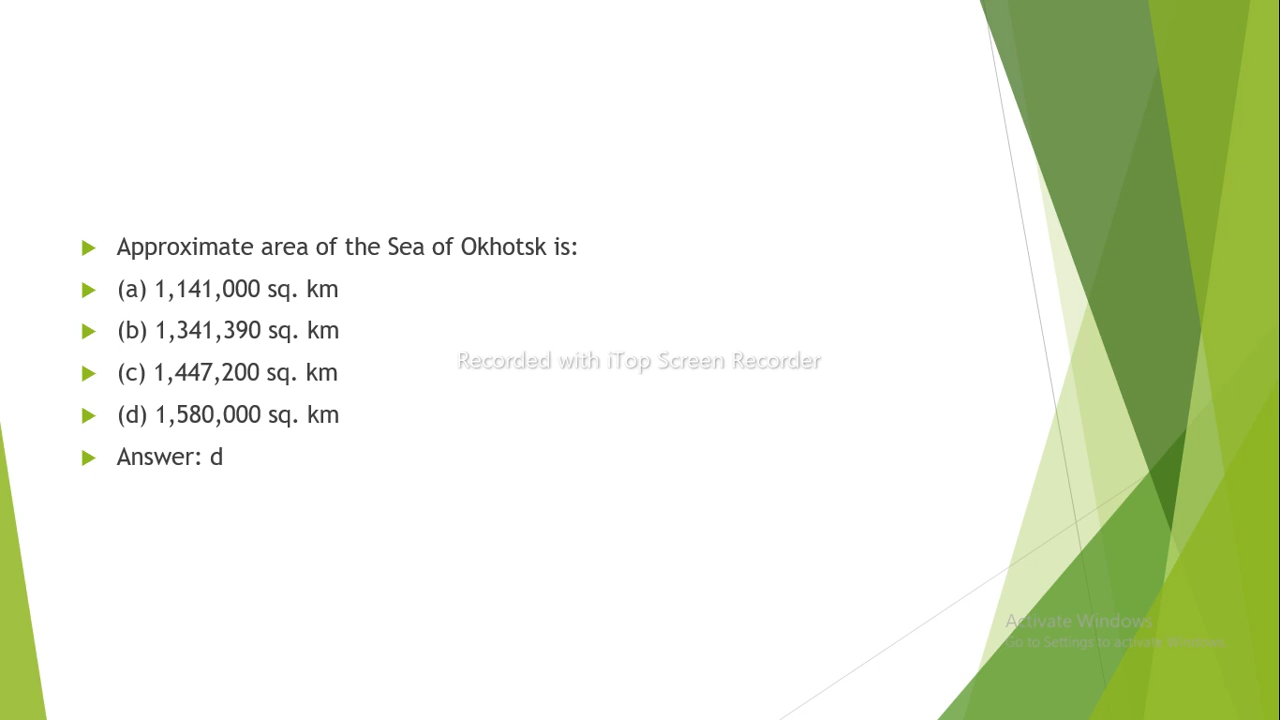 Approximate area of the Sea of Okhotsk is:
(a) 1,141,000 sq. km
(b) 1,341,390 sq. km
Recorded with iTop Screen Recorder
(c) 1,447,200 sq. km
(d) 1,580,000 sq. km
Answer: d
Activate Windows
Go to Settings to activate Windows.